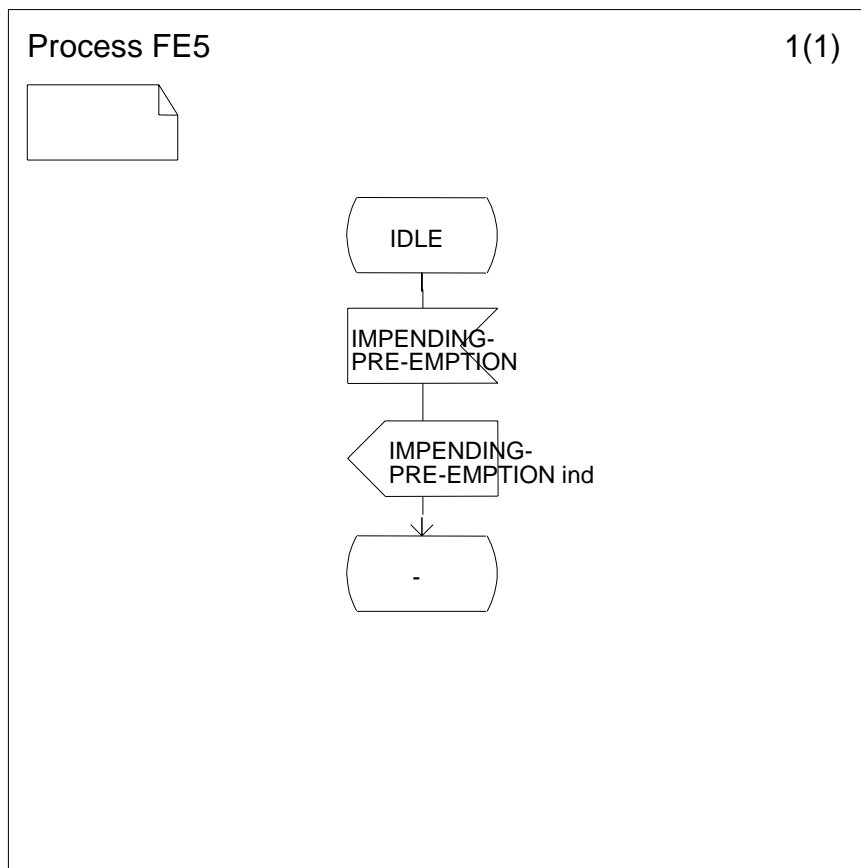 Process FE5
1(1)
IDLE
IMPENDING-
PRE-EMPTION
IMPENDING-
PRE-EMPTION ind
-